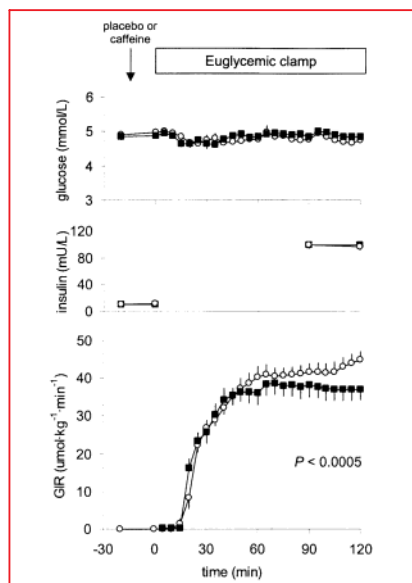 placebo or
caffeine
Euglycemic clamp
6
5
4
3
glucose (mmol/L)
120
80
40
0
insulin (mU/L)
50
40
30
20
10
0
GIR (umol·kg⁻¹·min⁻¹)
P < 0.0005
-30 0 30 60 90 120
time (min)